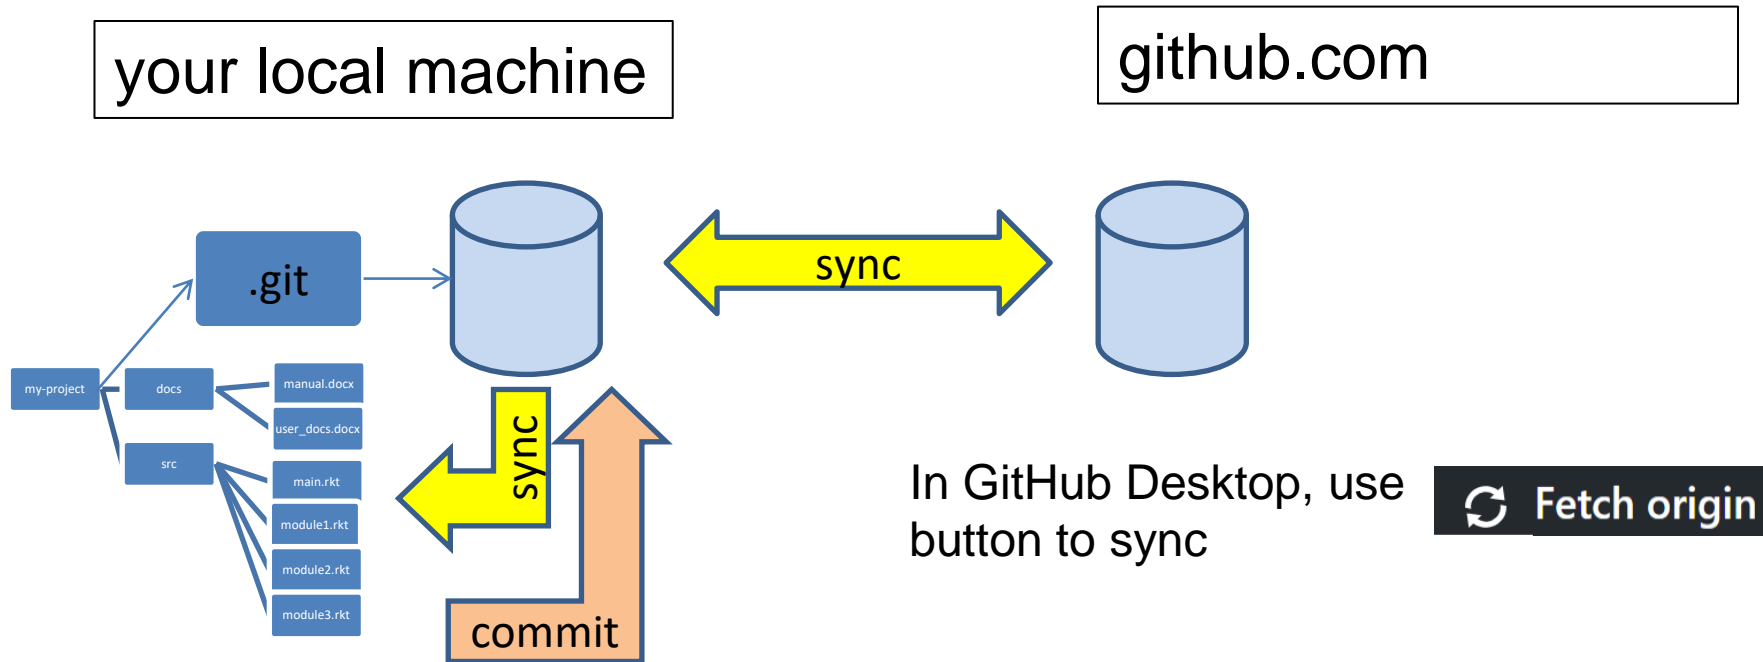 your local machine
github.com
.git
sync
my-project
docs
manual.docx
user_docs.docx
src
main.rkt
module1.rkt
module2.rkt
module3.rkt
sync
commit
In GitHub Desktop, use
button to sync
Fetch origin